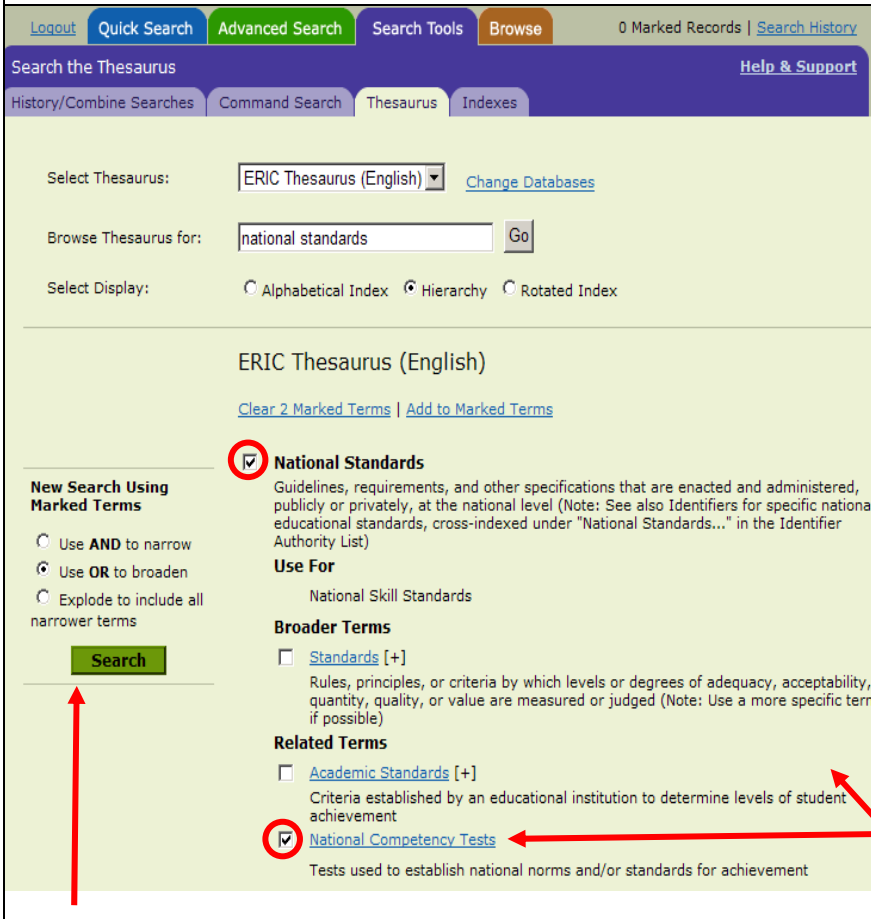 Logout Quick Search Advanced Search Search Tools Browse 0 Marked Records | Search History
Search the Thesaurus Help & Support
History/Combine Searches Command Search Thesaurus Indexes
Select Thesaurus: ERIC Thesaurus (English) Change Databases
Browse Thesaurus for: national standards Go
Select Display: Alphabetical Index Hierarchy Rotated Index
ERIC Thesaurus (English)
Clear 2 Marked Terms | Add to Marked Terms
New Search Using
Marked Terms
Use AND to narrow
Use OR to broaden
Explode to include all
narrower terms
Search
National Standards
Guidelines, requirements, and other specifications that are enacted and administered,
publicly or privately, at the national level (Note: See also Identifiers for specific nationa
educational standards, cross-indexed under "National Standards..." in the Identifier
Authority List)
Use For
National Skill Standards
Broader Terms
Standards [+]
Rules, principles, or criteria by which levels or degrees of adequacy, acceptability,
quantity, quality, or value are measured or judged (Note: Use a more specific terr
if possible)
Related Terms
Academic Standards [+]
Criteria established by an educational institution to determine levels of student
achievement
National Competency Tests
Tests used to establish national norms and/or standards for achievement